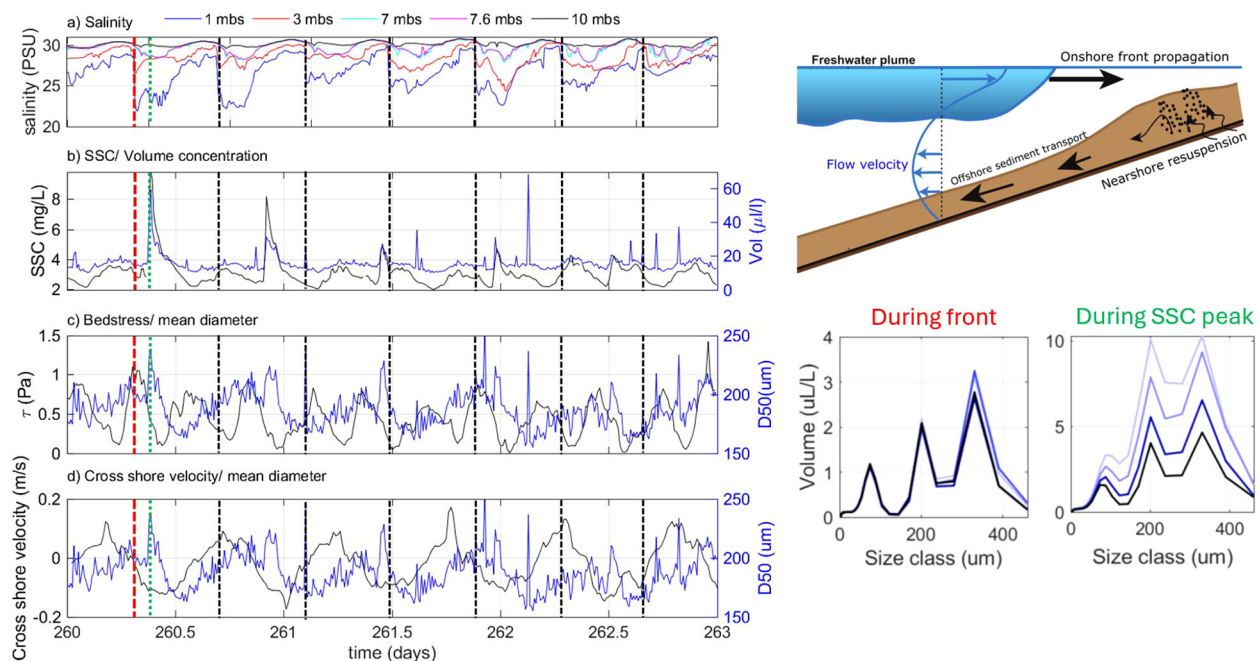 1 mbs 3 mbs 7 mbs 7.6 mbs 10 mbs
a) Salinity
30
25
20
salinity (PSU)
b) SSC/ Volume concentration
8
6
4
2
SSC (mg/L)
60
40
20
0
Vol (µl/l)
c) Bedstress/ mean diameter
1.5
1
0.5
0
τ (Pa)
250
200
150
D50(um)
d) Cross shore velocity/ mean diameter
0.2
0
-0.2
Cross shore velocity (m/s)
250
200
150
D50 (um)
260 260.5 261 261.5 262 262.5 263
time (days)
Freshwater plume
Onshore front propagation
Flow velocity
Offshore sediment transport
Nearshore resuspension
During front
4
3
2
1
0
Volume (uL/L)
0 200 400
Size class (um)
During SSC peak
10
5
0
0 200 400
Size class (um)